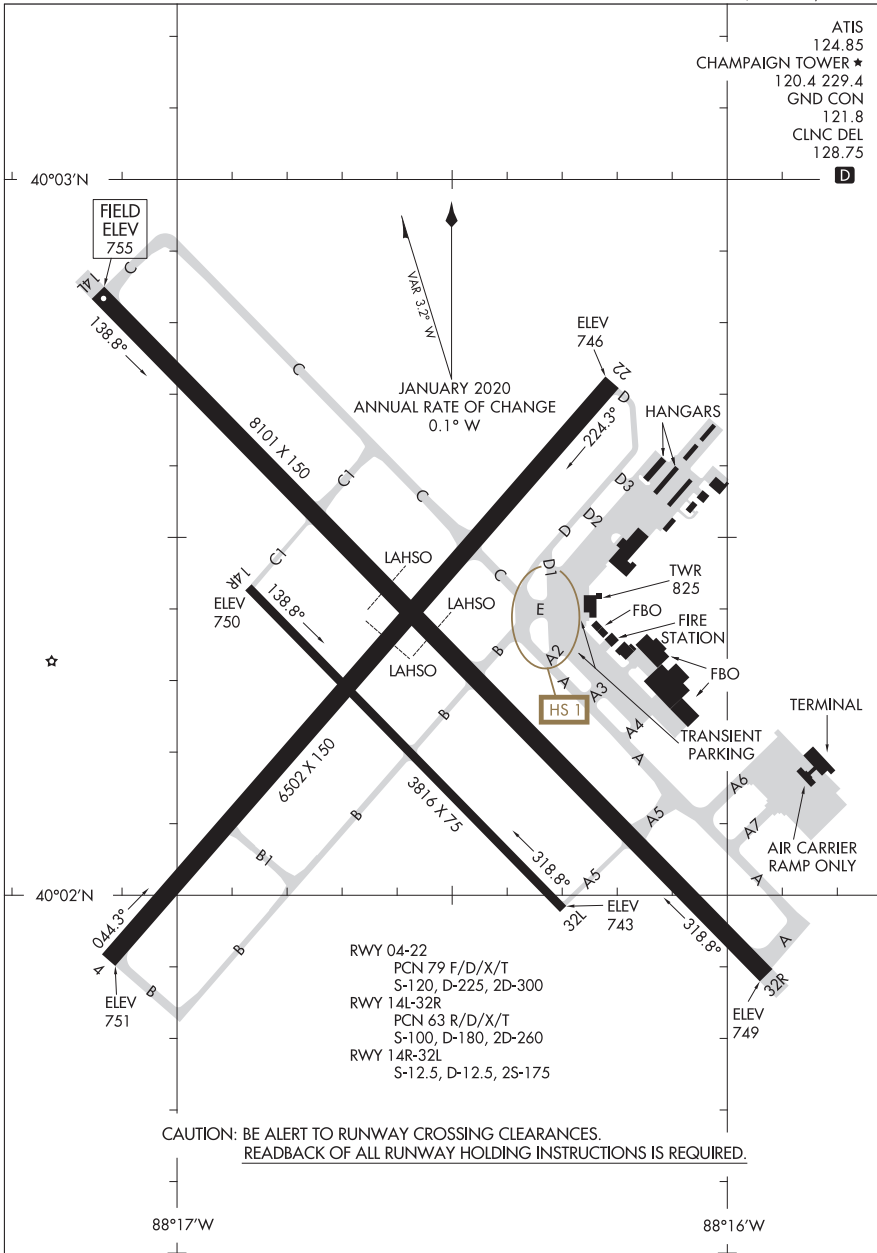 ATIS
124.85
CHAMPAIGN TOWER ★
120.4 229.4
GND CON
121.8
CLNC DEL
128.75
D
40°03'N
FIELD
ELEV
755
14L
C
138.8°
VAR 3.2° W
JANUARY 2020
ANNUAL RATE OF CHANGE
0.1° W
ELEV
746
22
D
HANGARS
224.3°
C
8101 X 150
C1
C
D3
D2
D
D1
C1
14R
ELEV
750
138.8°
LAHSO
LAHSO
LAHSO
C
E
TWR
825
FBO
FIRE
STATION
FBO
B
A2
A
A3
HS 1
A4
TRANSIENT
PARKING
TERMINAL
B
A
6502 X 150
3816 X 75
B
A5
A6
A7
AIR CARRIER
RAMP ONLY
B1
318.8°
A5
A
40°02'N
044.3°
32L
ELEV
743
318.8°
A
B
4
B
ELEV
751
32R
ELEV
749
RWY 04-22
PCN 79 F/D/X/T
S-120, D-225, 2D-300
RWY 14L-32R
PCN 63 R/D/X/T
S-100, D-180, 2D-260
RWY 14R-32L
S-12.5, D-12.5, 2S-175
CAUTION: BE ALERT TO RUNWAY CROSSING CLEARANCES.
READBACK OF ALL RUNWAY HOLDING INSTRUCTIONS IS REQUIRED.
88°17'W
88°16'W